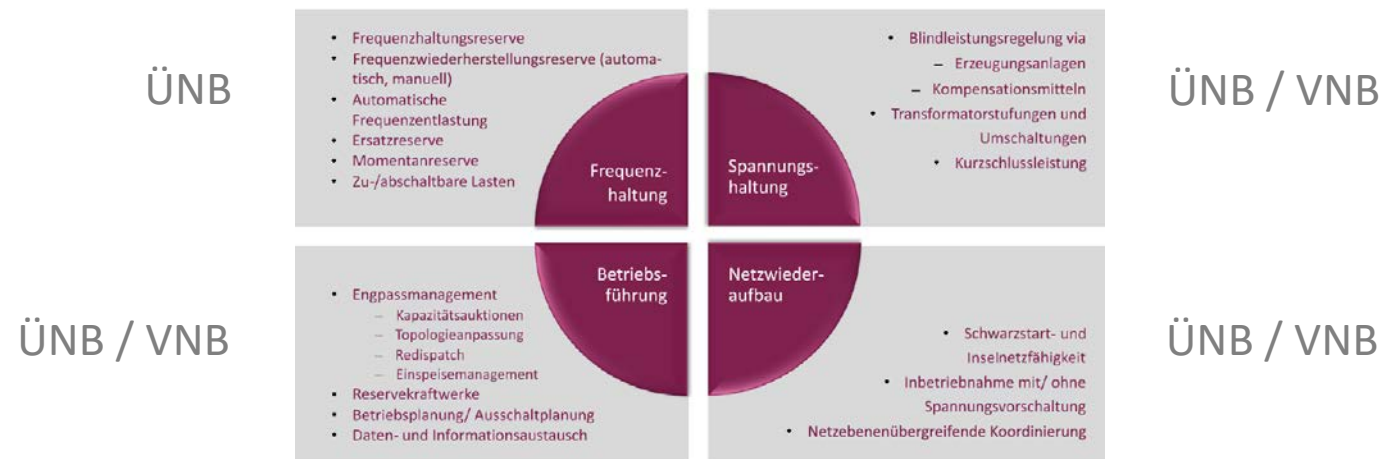 ÜNB
• Frequenzhaltungsreserve
• Frequenzwiederherstellungsreserve (automa-
tisch, manuell)
• Automatische
Frequenzentlastung
• Ersatzreserve
• Momentanreserve
• Zu-/abschaltbare Lasten
Frequenz-
haltung
Spannungs-
haltung
• Blindleistungsregelung via
– Erzeugungsanlagen
– Kompensationsmitteln
• Transformatorstufungen und
Umschaltungen
• Kurzschlussleistung
ÜNB / VNB
ÜNB / VNB
• Engpassmanagement
– Kapazitätsauktionen
– Topologieanpassung
– Redispatch
– Einspeisemanagement
• Reservekraftwerke
• Betriebsplanung/ Ausschaltplanung
• Daten- und Informationsaustausch
Betriebs-
führung
Netzwieder-
aufbau
• Schwarzstart- und
Inselnetzfähigkeit
• Inbetriebnahme mit/ ohne
Spannungsvorschaltung
• Netzebenenübergreifende Koordinierung
ÜNB / VNB